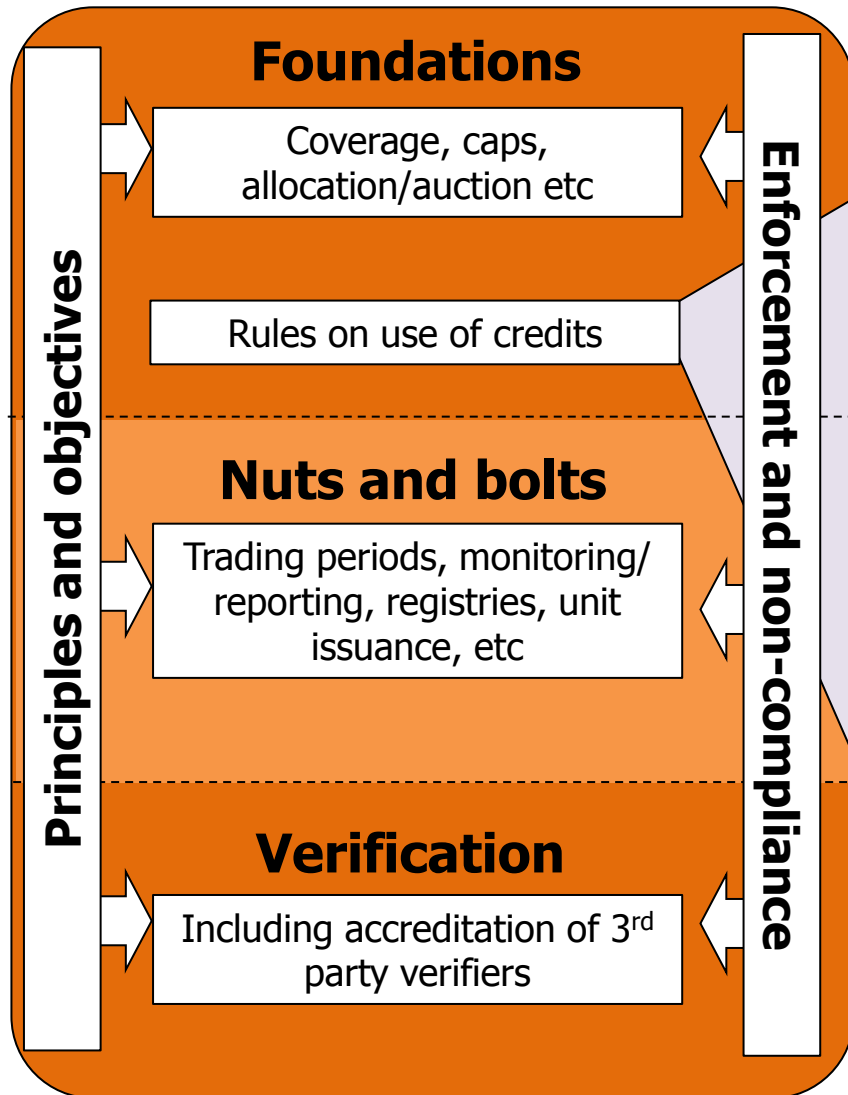 Foundations
Coverage, caps,
allocation/auction etc
Rules on use of credits
Nuts and bolts
Trading periods, monitoring/
reporting, registries, unit
issuance, etc
Verification
Including accreditation of 3rd
party verifiers
Principles and objectives
Enforcement and non-compliance